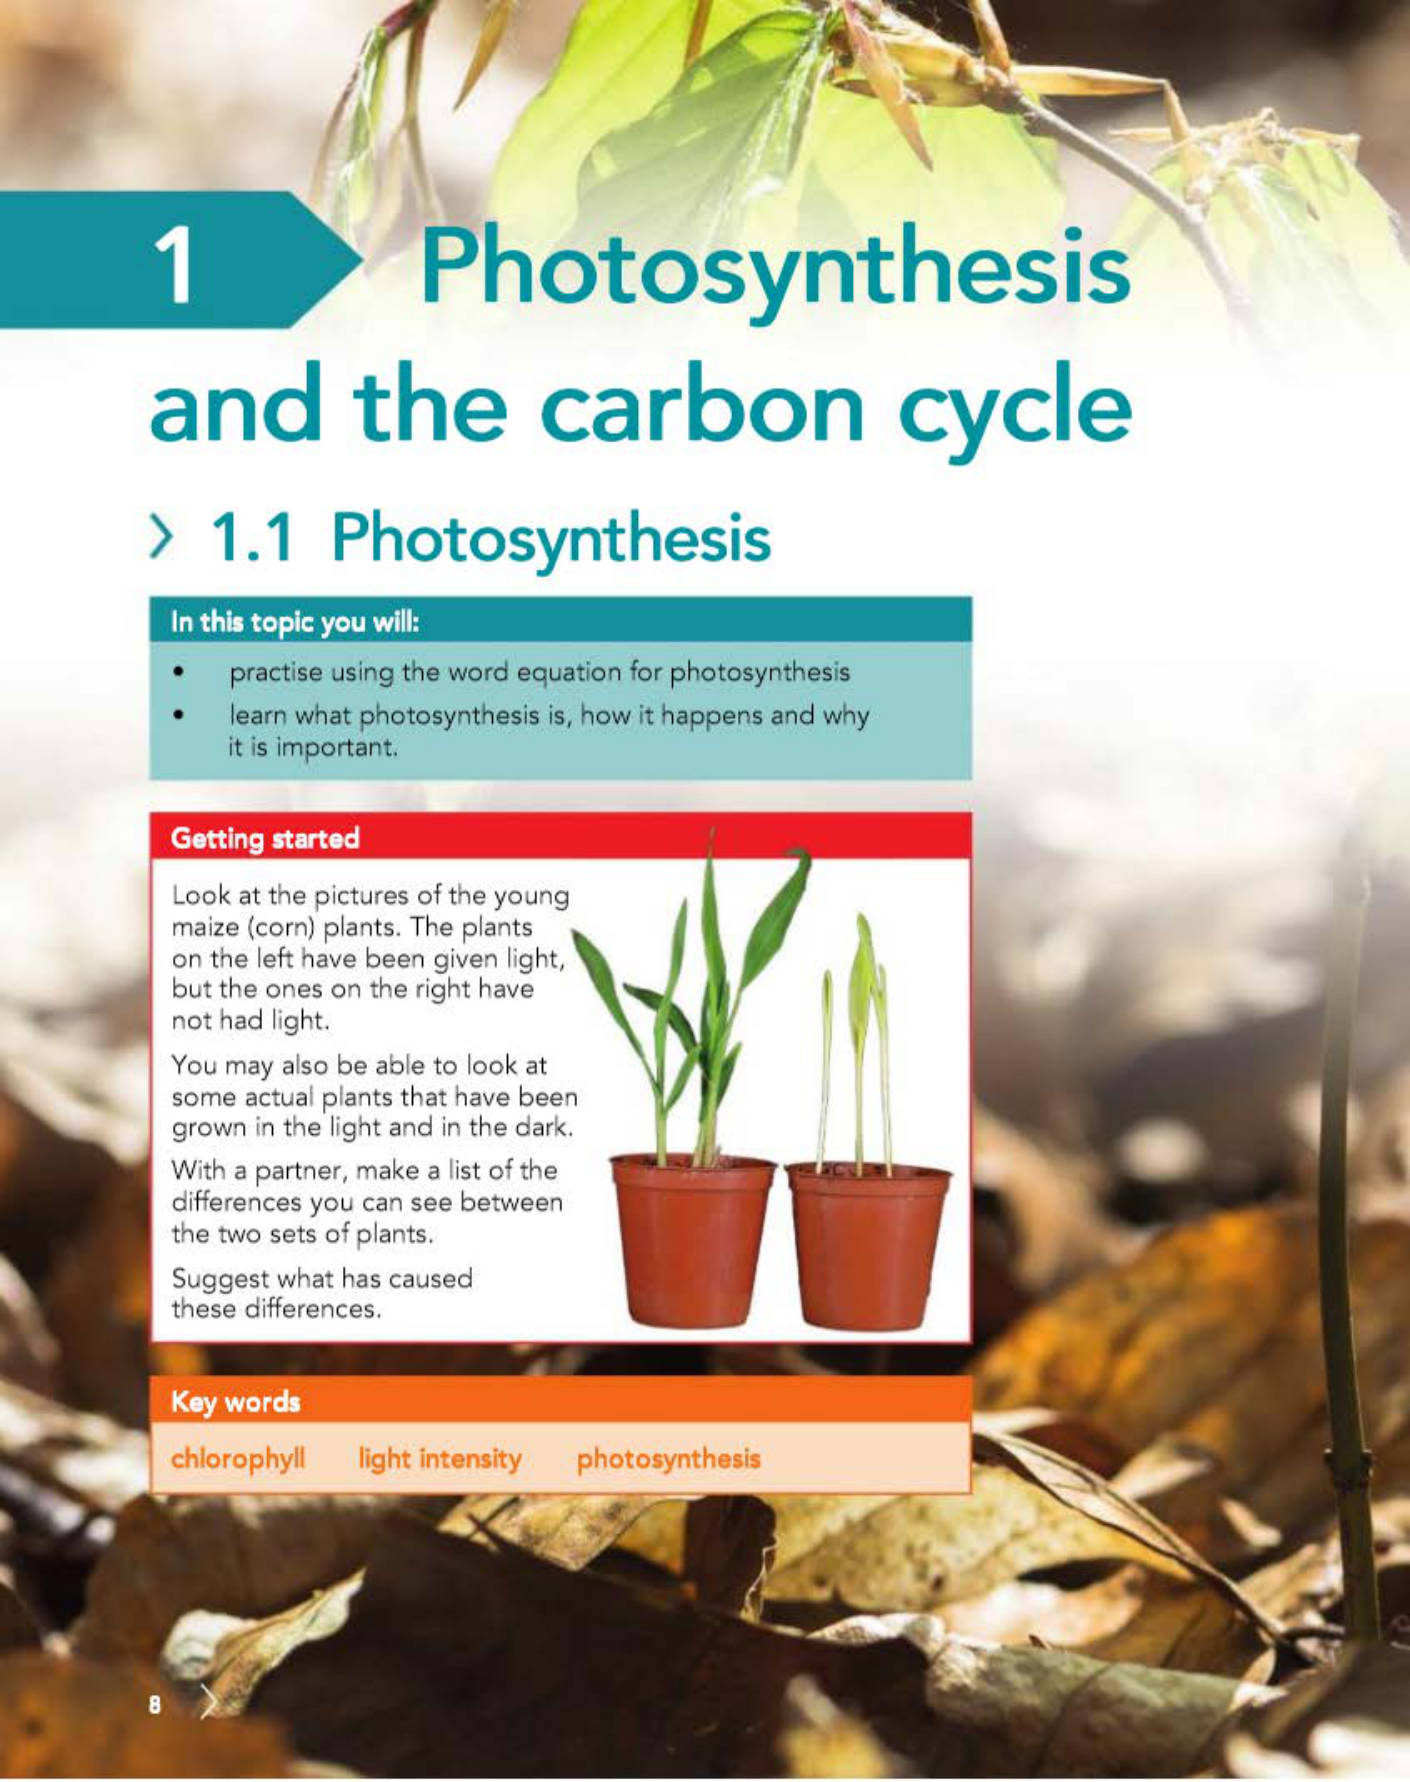 1 Photosynthesis
and the carbon cycle
1.1 Photosynthesis
In this topic you will:
• practise using the word equation for photosynthesis
• learn what photosynthesis is, how it happens and why
it is important.
Getting started
Look at the pictures of the young
maize (corn) plants. The plants
on the left have been given light,
but the ones on the right have
not had light.
You may also be able to look at
some actual plants that have been
grown in the light and in the dark.
With a partner, make a list of the
differences you can see between
the two sets of plants.
Suggest what has caused
these differences.
Key words
chlorophyll light intensity photosynthesis
8